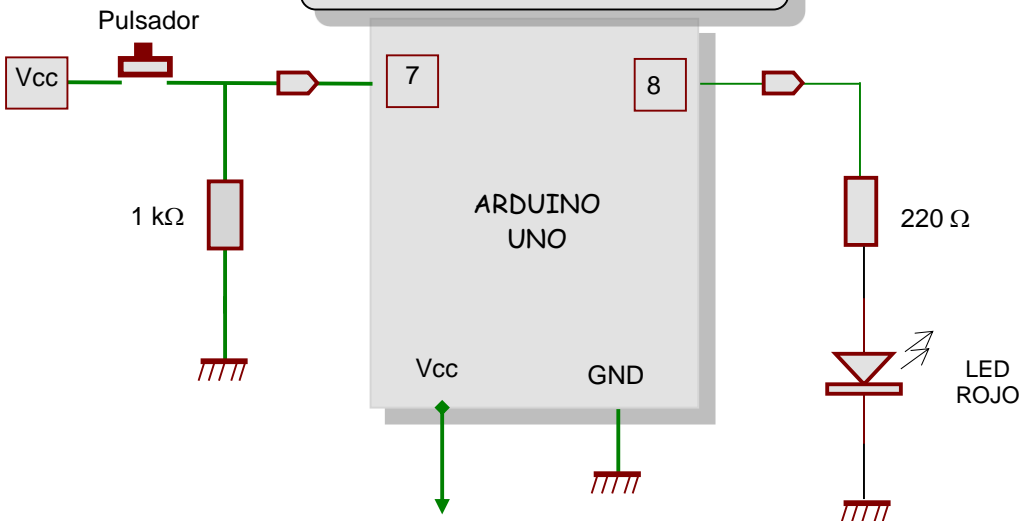 Pulsador
Vcc
7
8
1 kΩ
ARDUINO
UNO
220 Ω
Vcc
GND
LED
ROJO